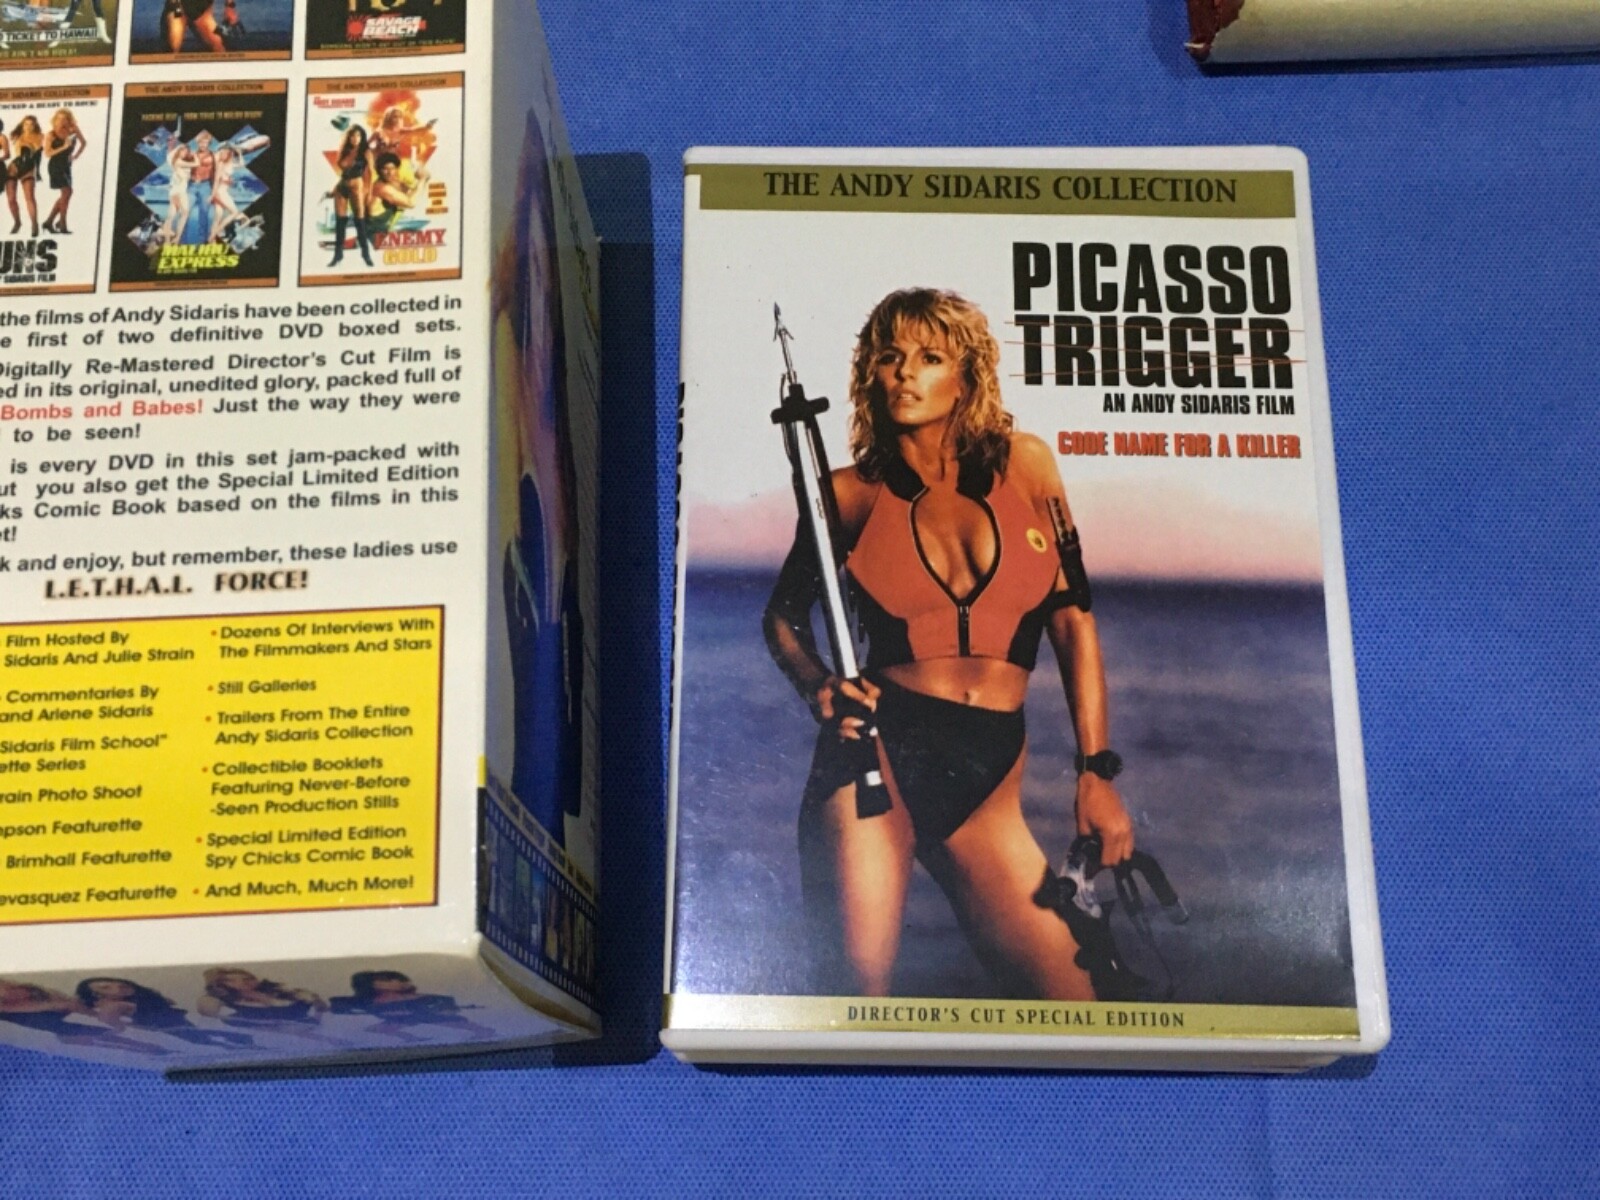 TICKET TO HAWAII
SAVAGE
BEACH
THE ANDY SIDARIS COLLECTION
THE ANDY SIDARIS COLLECTION
MALIBU
EXPRESS
ENEMY
GOLD
the films of Andy Sidaris have been collected in
first of two definitive DVD boxed sets.
Digitally Re-Mastered Director's Cut Film is
ed in its original, unedited glory, packed full of
Bombs and Babes! Just the way they were
to be seen!
is every DVD in this set jam-packed with
ut you also get the Special Limited Edition
ks Comic Book based on the films in this
et!
k and enjoy, but remember, these ladies use
L.E.T.H.A.L. FORCE!
Film Hosted By
Sidaris And Julie Strain
Commentaries By
and Arlene Sidaris
Sidaris Film School"
ette Series
rain Photo Shoot
mpson Featurette
Brimhall Featurette
evasquez Featurette
• Dozens Of Interviews With
The Filmmakers And Stars
• Still Galleries
• Trailers From The Entire
Andy Sidaris Collection
• Collectible Booklets
Featuring Never-Before
-Seen Production Stills
• Special Limited Edition
Spy Chicks Comic Book
• And Much, Much More!
THE ANDY SIDARIS COLLECTION
PICASSO
TRIGGER
AN ANDY SIDARIS FILM
CODE NAME FOR A KILLER
DIRECTOR'S CUT SPECIAL EDITION